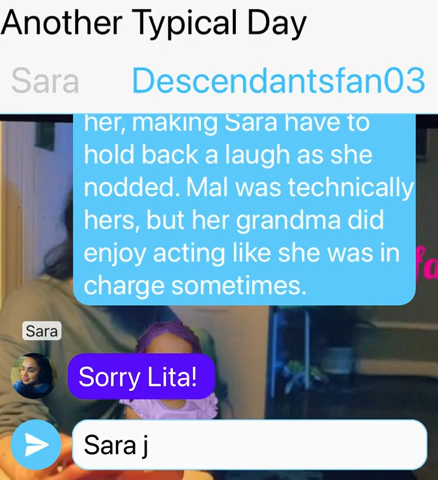 Another Typical Day
Sara Descendantsfan03
her, making Sara have to
hold back a laugh as she
nodded. Mal was technically
hers, but her grandma did
enjoy acting like she was in
charge sometimes.
Sara
Sorry Lita!
Sara j